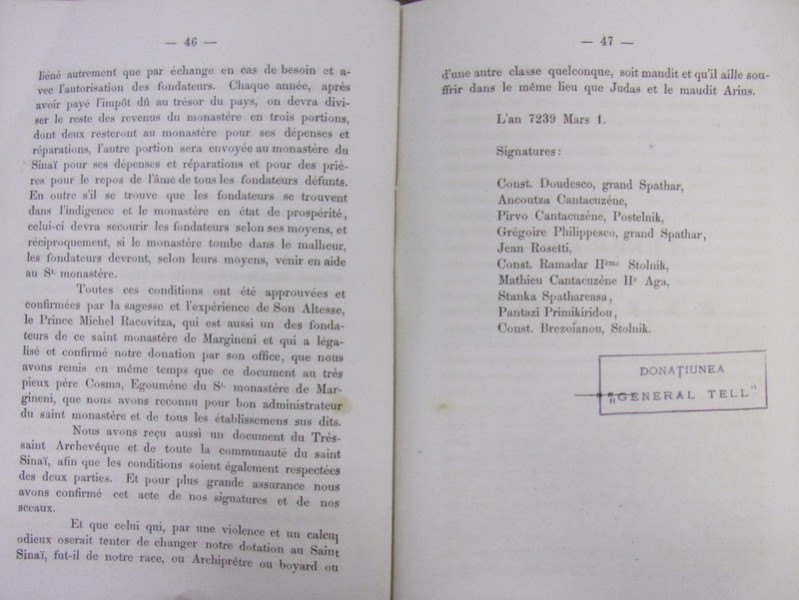 — 46 —
liéné autrement que par échange en cas de besoin et a-
vec l'autorisation des fondateurs. Chaque année, après
avoir payé l'impôt dû au trésor du pays, on devra divi-
ser le reste des revenus du monastère en trois portions,
dont deux resteront au monastère pour ses dépenses et
réparations, l'autre portion sera envoyée au monastère du
Sinaï pour ses dépenses et réparations et pour des priè-
res pour le repos de l'âme de tous les fondateurs défunts.
En outre s'il se trouve que les fondateurs se trouvent
dans l'indigence et le monastère en état de prospérité,
celui-ci devra secourir les fondateurs selon ses moyens, et
réciproquement, si le monastère tombe dans le malheur,
les fondateurs devront, selon leurs moyens, venir en aide
au St. monastère.
Toutes ces conditions ont été approuvées et
confirmées par la sagesse et l'expérience de Son Altesse,
le Prince Michel Racovitza, qui est aussi un des fonda-
teurs de ce saint monastère de Margineni et qui a léga-
lisé et confirmé notre donation par son office, que nous
avons remis en même temps que ce document au très
pieux père Cosma, Egoumène du St. monastère de Mar-
gineni, que nous avons reconnu pour bon administrateur
du saint monastère et de tous les établissemens sus dits.
Nous avons reçu aussi un document du Très-
saint Archevêque et de toute la communauté du saint
Sinaï, afin que les conditions soient également respectées
des deux parties. Et pour plus grande assurance nous
avons confirmé cet acte de nos signatures et de nos
sceaux.
Et que celui qui, par une violence et un calcul
odieux oserait tenter de changer notre dotation au Saint
Sinaï, fut-il de notre race, ou Archiprêtre ou boyard ou
— 47 —
d'une autre classe quelconque, soit maudit et qu'il aille sou-
ffrir dans le même lieu que Judas et le maudit Arius.
L'an 7239 Mars 1.
Signatures:
Const. Doudesco, grand Spathar,
Ancoutza Cantacuzéne,
Pirvo Cantacuzéne, Postelnik,
Grégoire Philippesco, grand Spathar,
Jean Rosetti,
Const. Ramadar IIème Stolnik,
Mathieu Cantacuzéne IIe Aga,
Stanka Spathareasa,
Pantazi Primikiridou,
Const. Brezoïanou, Stolnik.
DONAȚIUNEA
„GENERAL TELL"